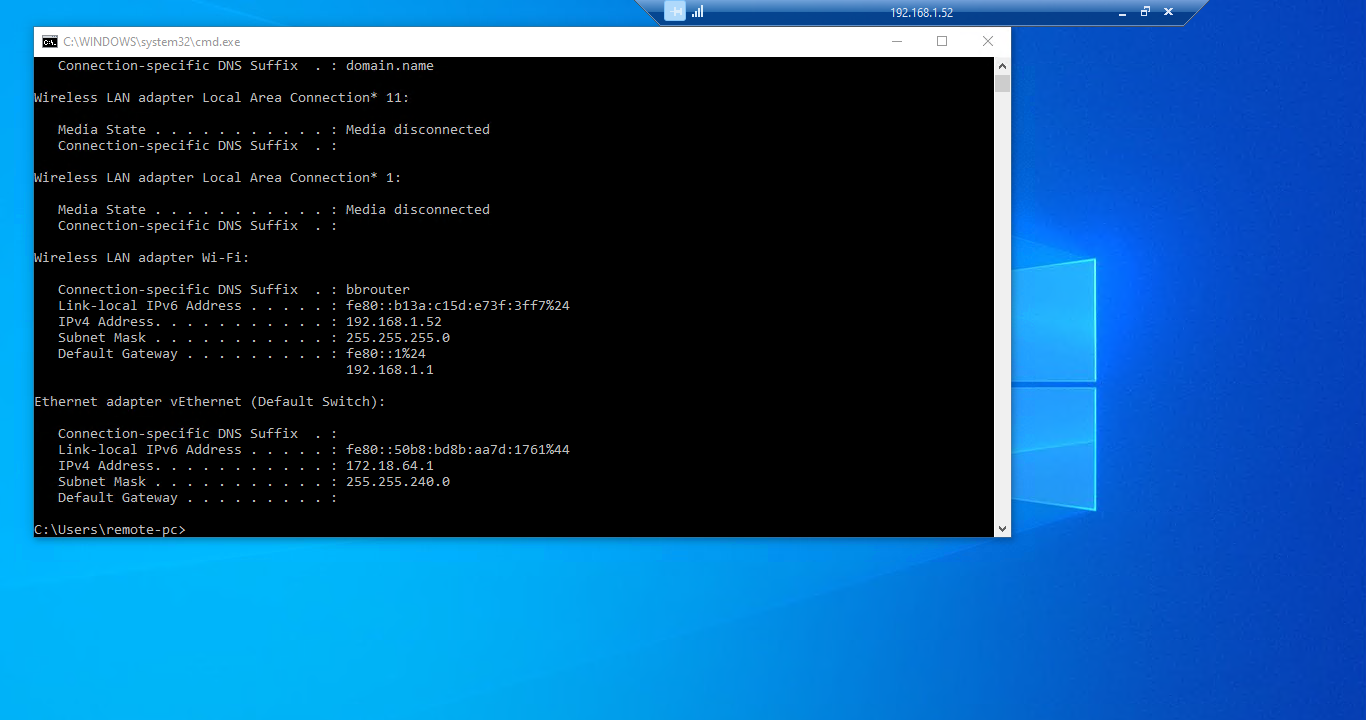 192.168.1.52
C:\WINDOWS\system32\cmd.exe
Connection-specific DNS Suffix  . : domain.name
Wireless LAN adapter Local Area Connection* 11:
Media State . . . . . . . . . . . : Media disconnected
Connection-specific DNS Suffix  . :
Wireless LAN adapter Local Area Connection* 1:
Media State . . . . . . . . . . . : Media disconnected
Connection-specific DNS Suffix  . :
Wireless LAN adapter Wi-Fi:
Connection-specific DNS Suffix  . : bbrouter
Link-local IPv6 Address . . . . . : fe80::b13a:c15d:e73f:3ff7%24
IPv4 Address. . . . . . . . . . . : 192.168.1.52
Subnet Mask . . . . . . . . . . . : 255.255.255.0
Default Gateway . . . . . . . . . : fe80::1%24
192.168.1.1
Ethernet adapter vEthernet (Default Switch):
Connection-specific DNS Suffix  . :
Link-local IPv6 Address . . . . . : fe80::50b8:bd8b:aa7d:1761%44
IPv4 Address. . . . . . . . . . . : 172.18.64.1
Subnet Mask . . . . . . . . . . . : 255.255.240.0
Default Gateway . . . . . . . . . :
C:\Users\remote-pc>